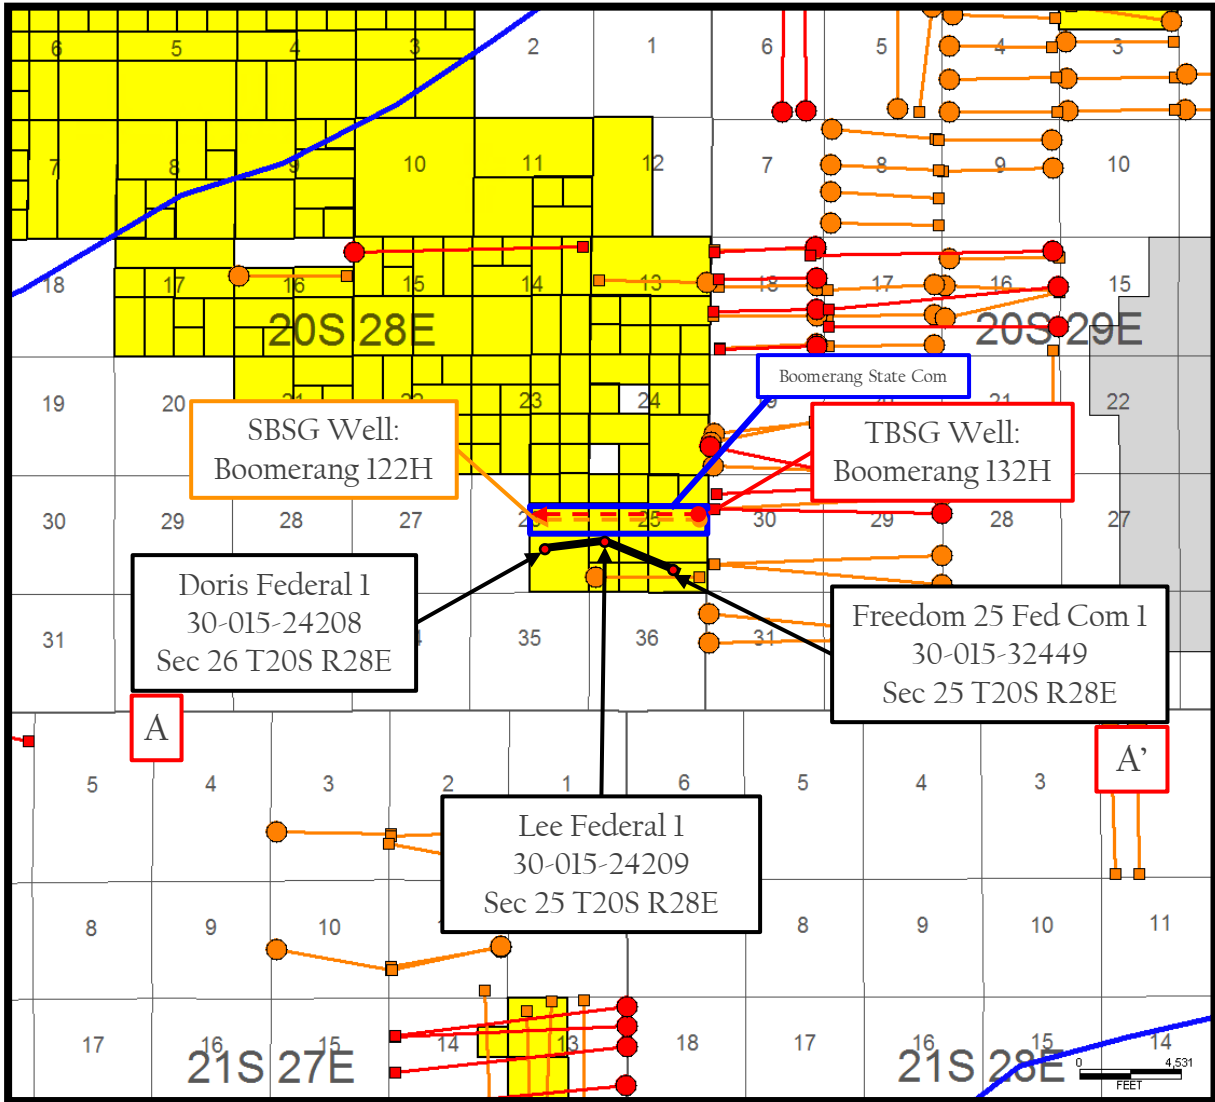 6 5 4 3 2 1 6 5 4 3
7 8 9 10 11 12 7 8 9 10
18 17 16 15 14 13 18 17 16 15
20S 28E 20S 29E
Boomerang State Com
19 20 21 22 23 24 19 20 21 22
SBSG Well:
Boomerang 122H
TBSG Well:
Boomerang 132H
30 29 28 27 26 25 30 29 28 27
Doris Federal 1
30-015-24208
Sec 26 T20S R28E
Freedom 25 Fed Com 1
30-015-32449
Sec 25 T20S R28E
31 35 36 31
A
A'
5 4 3 2 1 6 5 4 3
Lee Federal 1
30-015-24209
Sec 25 T20S R28E
8 9 10 8 9 10 11
17 16 15 14 13 18 17 16 15 14
21S 27E 21S 28E
0 4,531
FEET